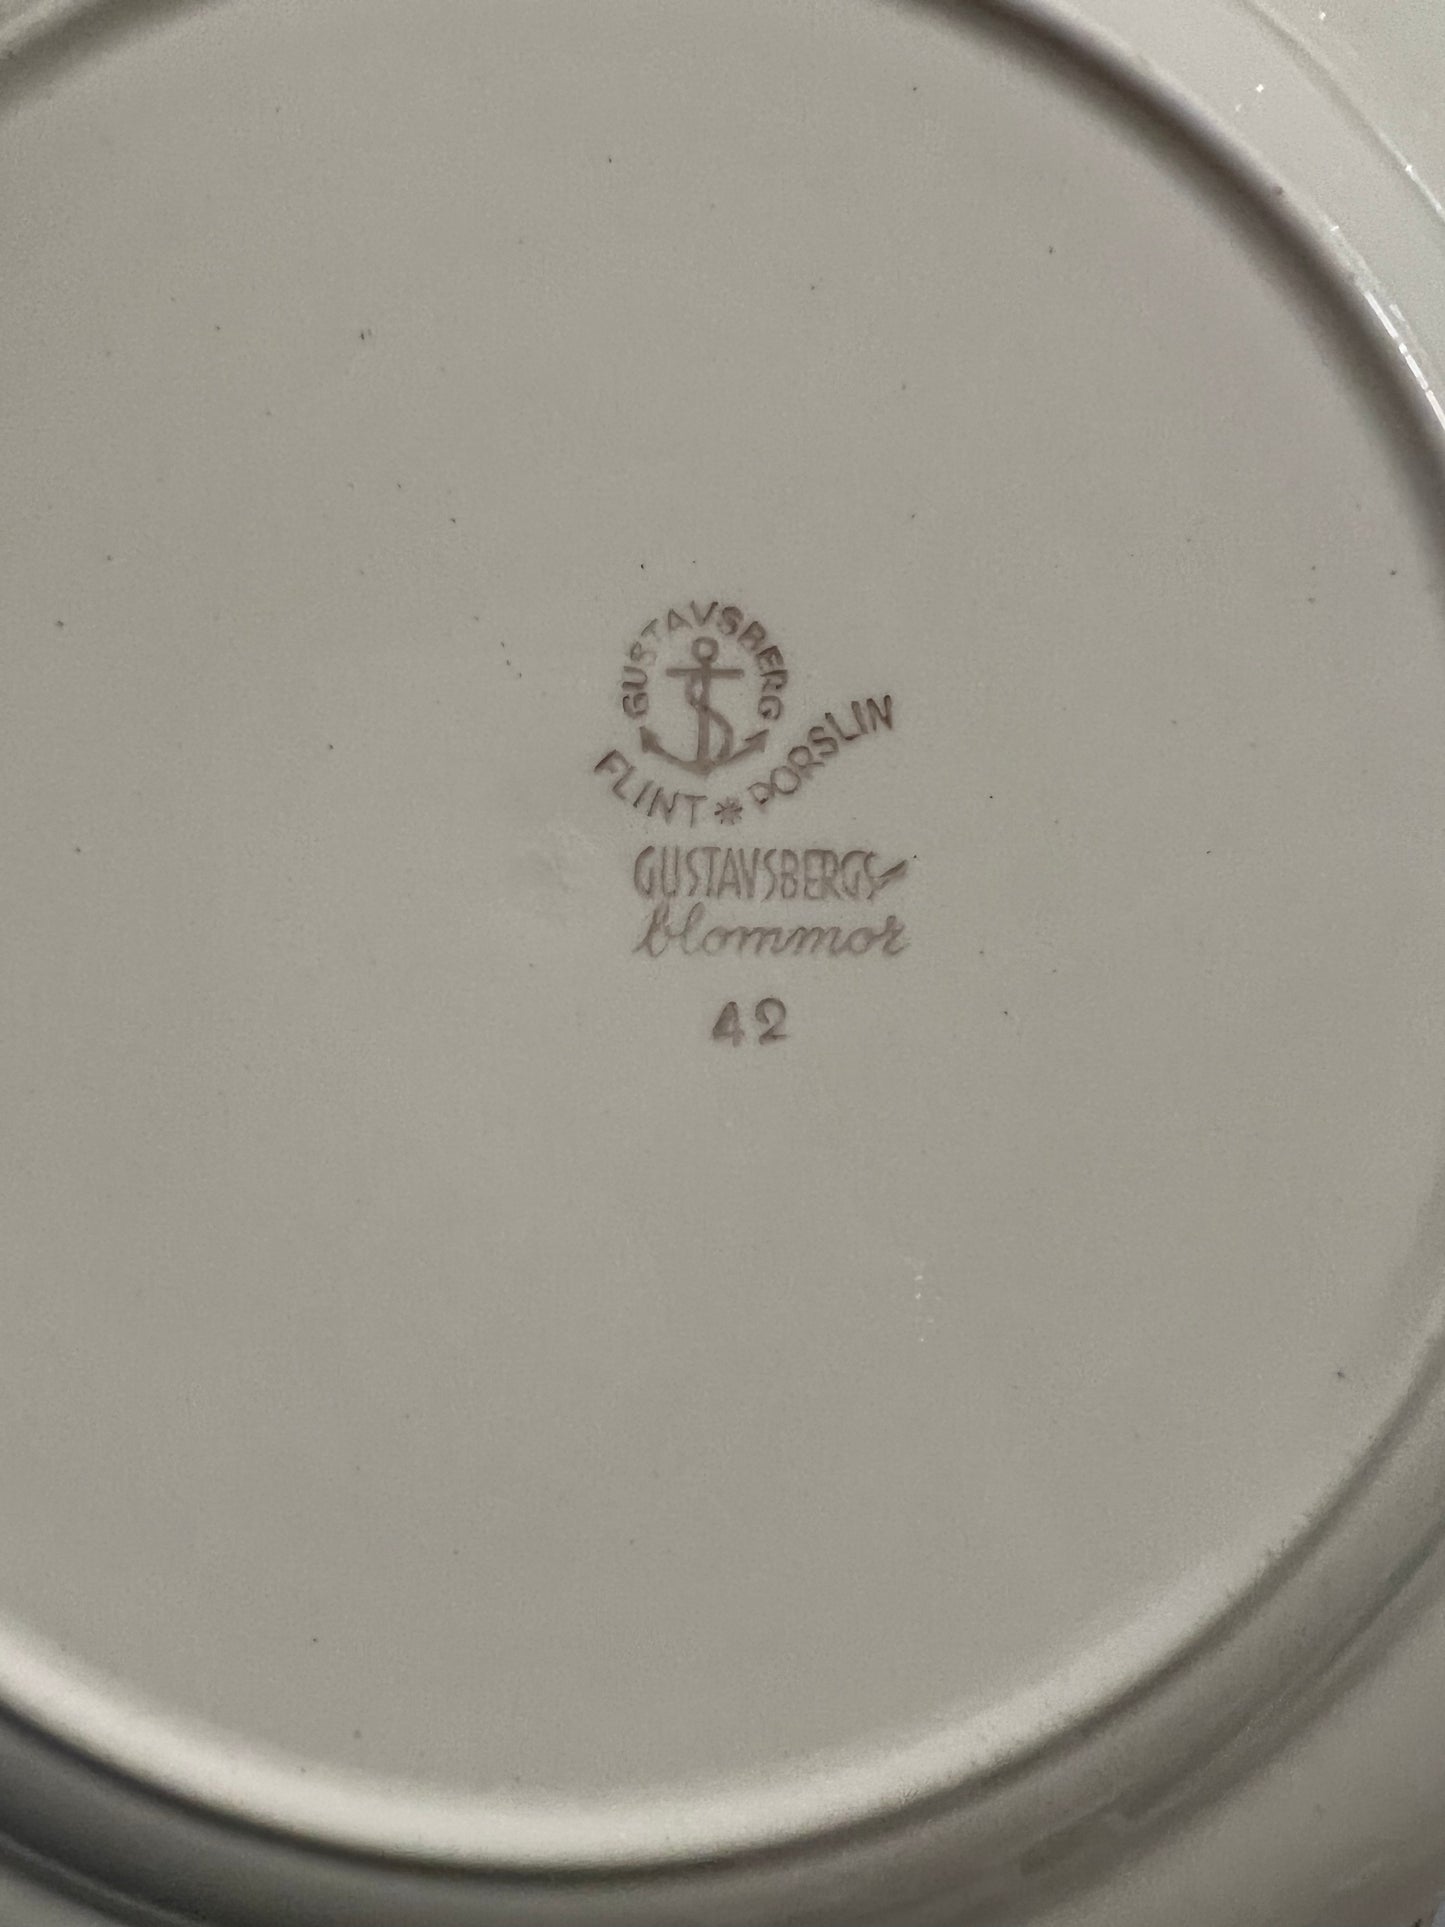 GUSTAVSBERG
FLINT * PORSLIN
GUSTAVSBERGS
blommor
42